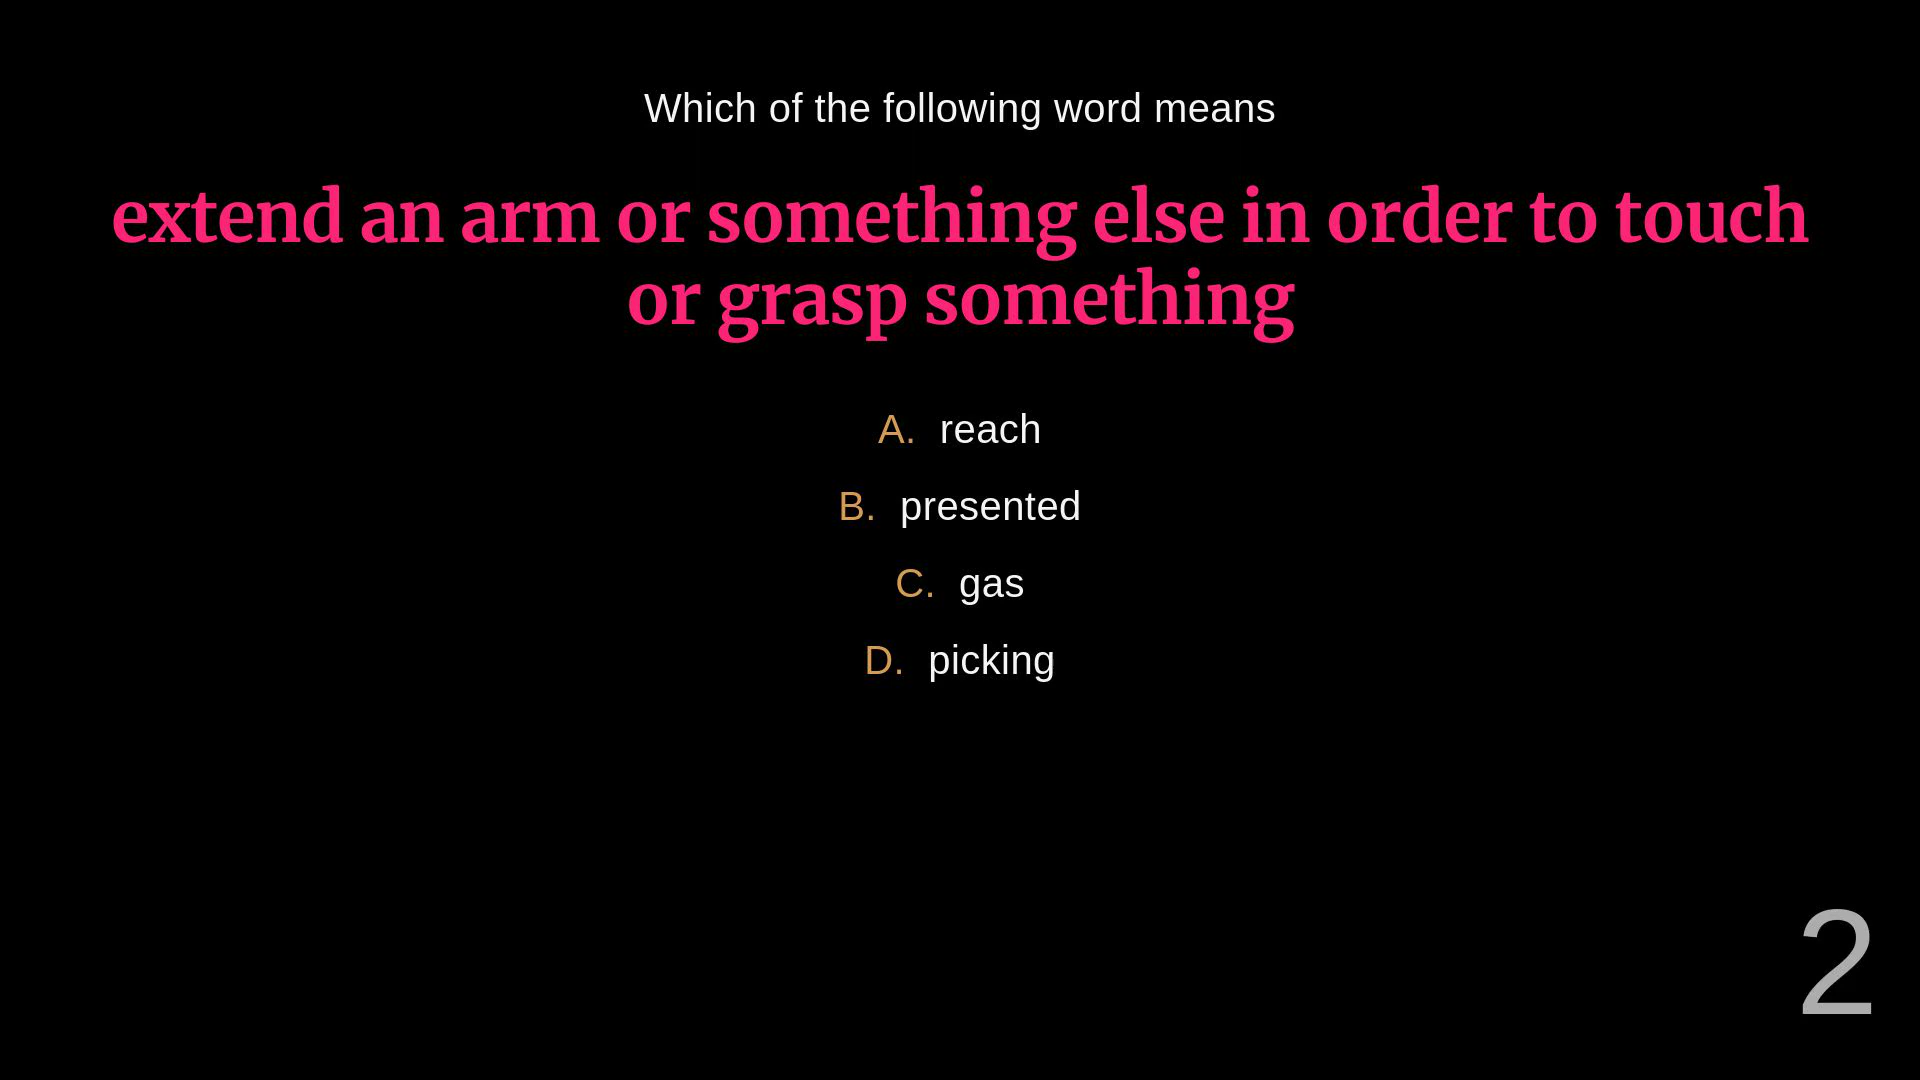 Which of the following word means
extend an arm or something else in order to touch
or grasp something
A. reach
B. presented
C. gas
D. picking
2